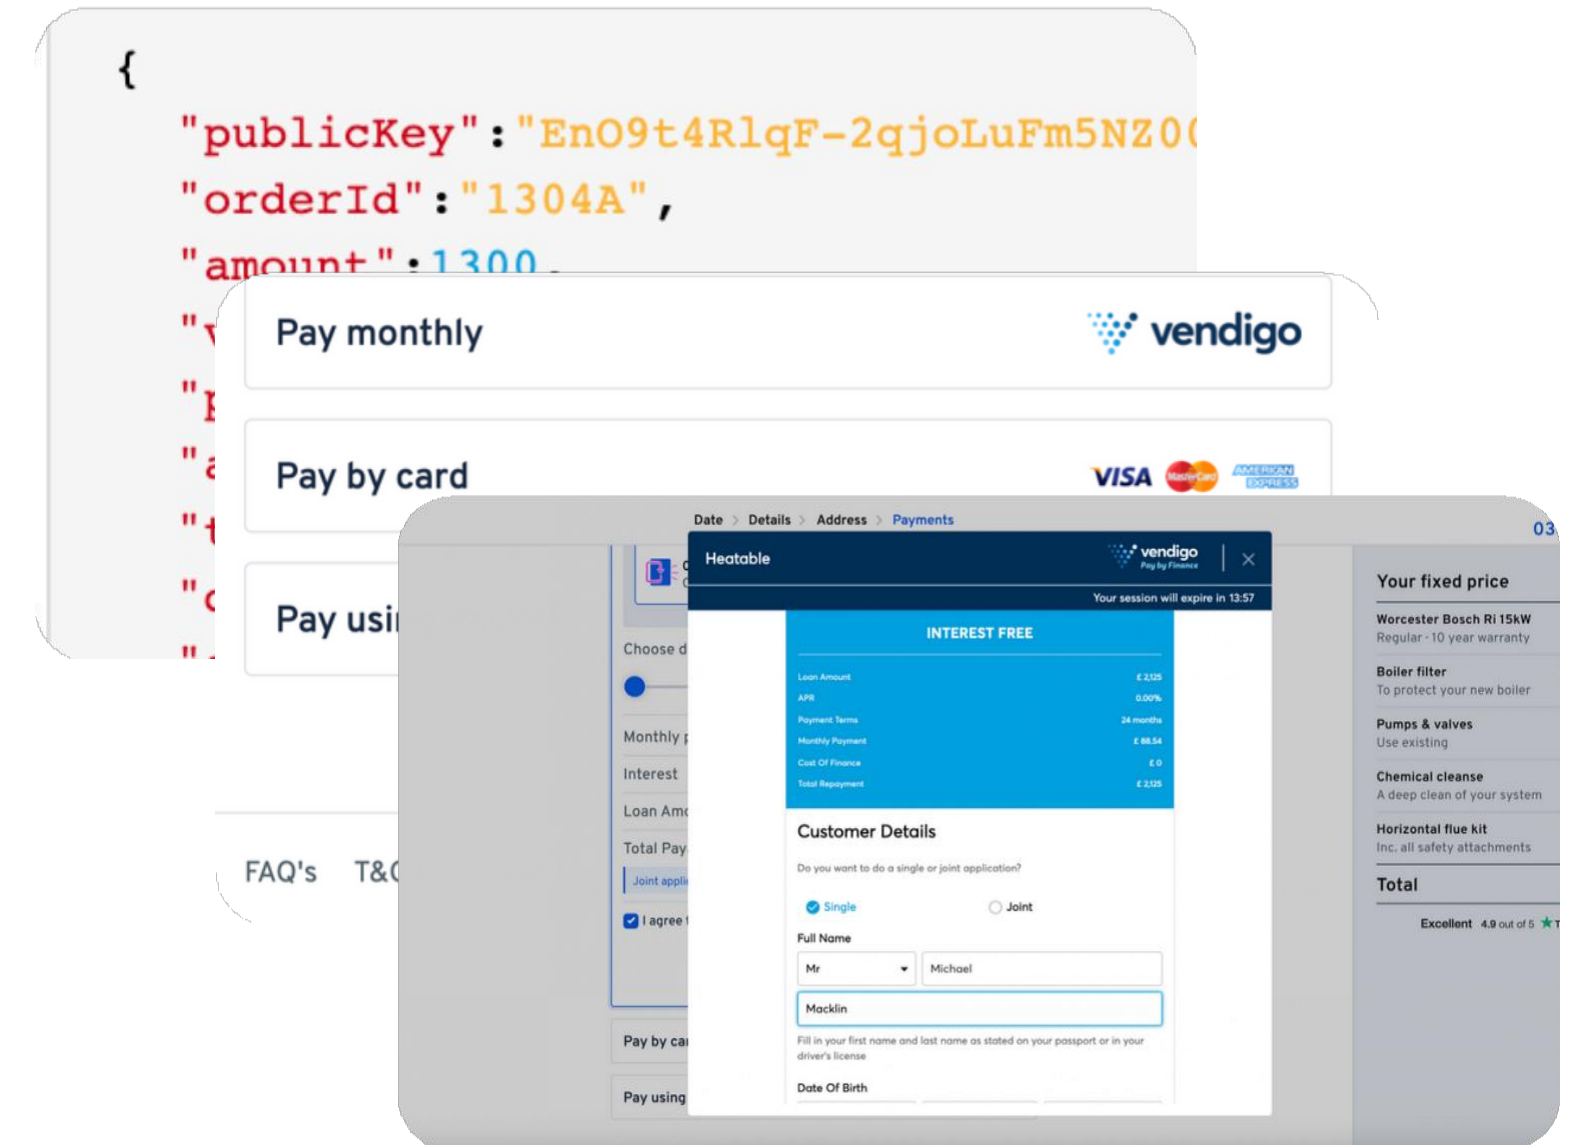 {
"publicKey":"EnO9t4RlqF-2qjoLuFm5NZ0
"orderId":"1304A",
"amount":1300,
Pay monthly
vendigo
Pay by card
VISA MasterCard AMERICAN EXPRESS
Pay usi
FAQ's T&C
Date > Details > Address > Payments
03
Choose d
Monthly p
Interest
Loan Amo
Total Pay
Joint appli
I agree
Pay by ca
Pay using
Heatable
vendigo
Pay by Finance
Your session will expire in 13:57
INTEREST FREE
Loan Amount £ 2,125
APR 0.00%
Payment Terms 24 months
Monthly Payment £ 88.54
Cost Of Finance £ 0
Total Repayment £ 2,125
Customer Details
Do you want to do a single or joint application?
Single Joint
Full Name
Mr Michael
Macklin
Fill in your first name and last name as stated on your passport or in your
driver's license
Date Of Birth
Your fixed price
Worcester Bosch Ri 15kW
Regular - 10 year warranty
Boiler filter
To protect your new boiler
Pumps & valves
Use existing
Chemical cleanse
A deep clean of your system
Horizontal flue kit
Inc. all safety attachments
Total
Excellent 4.9 out of 5